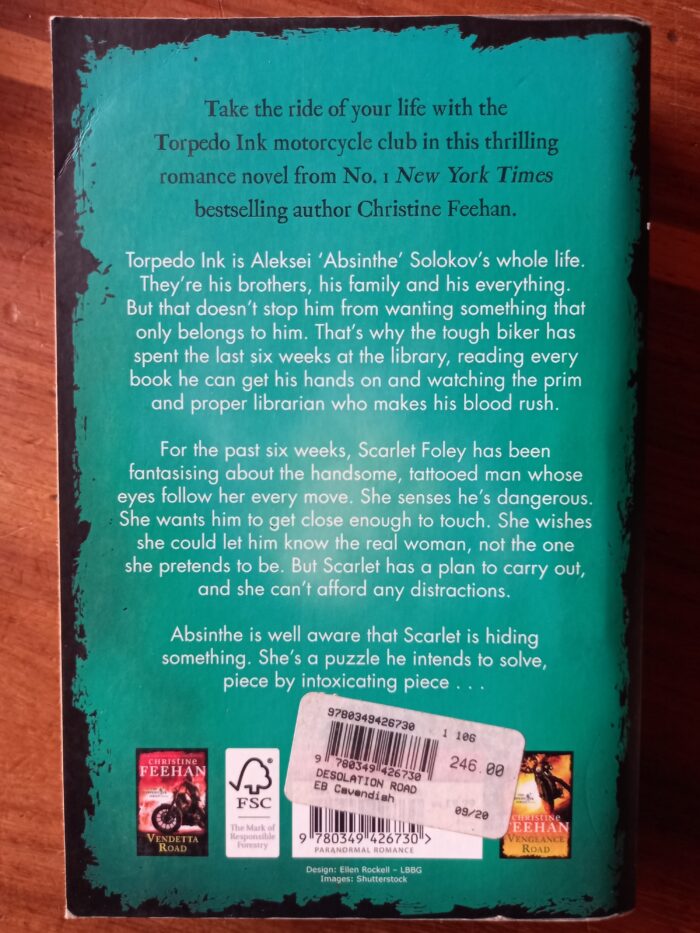 Take the ride of your life with the
Torpedo Ink motorcycle club in this thrilling
romance novel from No. 1 New York Times
bestselling author Christine Feehan.
Torpedo Ink is Aleksei ‘Absinthe’ Solokov’s whole life.
They’re his brothers, his family and his everything.
But that doesn’t stop him from wanting something that
only belongs to him. That’s why the tough biker has
spent the last six weeks at the library, reading every
book he can get his hands on and watching the prim
and proper librarian who makes his blood rush.
For the past six weeks, Scarlet Foley has been
fantasising about the handsome, tattooed man whose
eyes follow her every move. She senses he’s dangerous.
She wants him to get close enough to touch. She wishes
she could let him know the real woman, not the one
she pretends to be. But Scarlet has a plan to carry out,
and she can’t afford any distractions.
Absinthe is well aware that Scarlet is hiding
something. She’s a puzzle he intends to solve,
piece by intoxicating piece . . .
9780349426730 1 106
9 780349 426730 246.00
DESOLATION ROAD
EB Cavendish
09/20
CHRISTINE
FEEHAN
VENDETTA
ROAD
FSC
The Mark of
Responsible
Forestry
9 780349 426730 >
PARANORMAL ROMANCE
CHRISTINE
FEEHAN
VENGEANCE
ROAD
Design: Ellen Rockell – LBBG
Images: Shutterstock